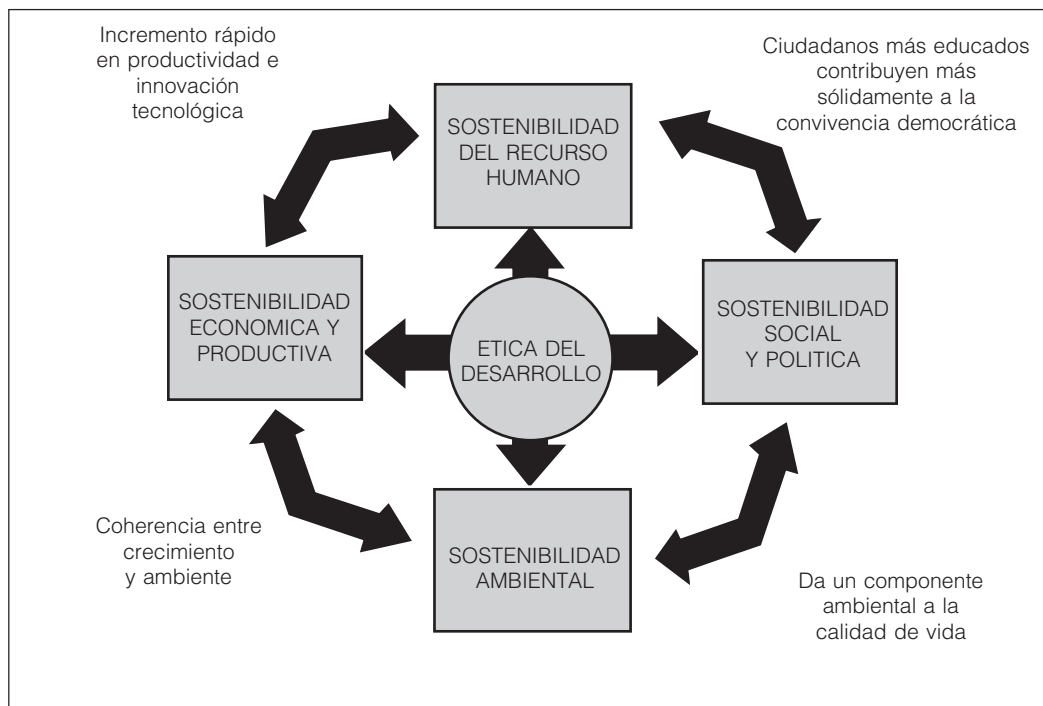 Incremento rápido
en productividad e
innovación
tecnológica
Ciudadanos más educados
contribuyen más
sólidamente a la
convivencia democrática
SOSTENIBILIDAD
DEL RECURSO
HUMANO
SOSTENIBILIDAD
ECONOMICA Y
PRODUCTIVA
ETICA DEL
DESARROLLO
SOSTENIBILIDAD
SOCIAL
Y POLITICA
Coherencia entre
crecimiento
y ambiente
SOSTENIBILIDAD
AMBIENTAL
Da un componente
ambiental a la
calidad de vida